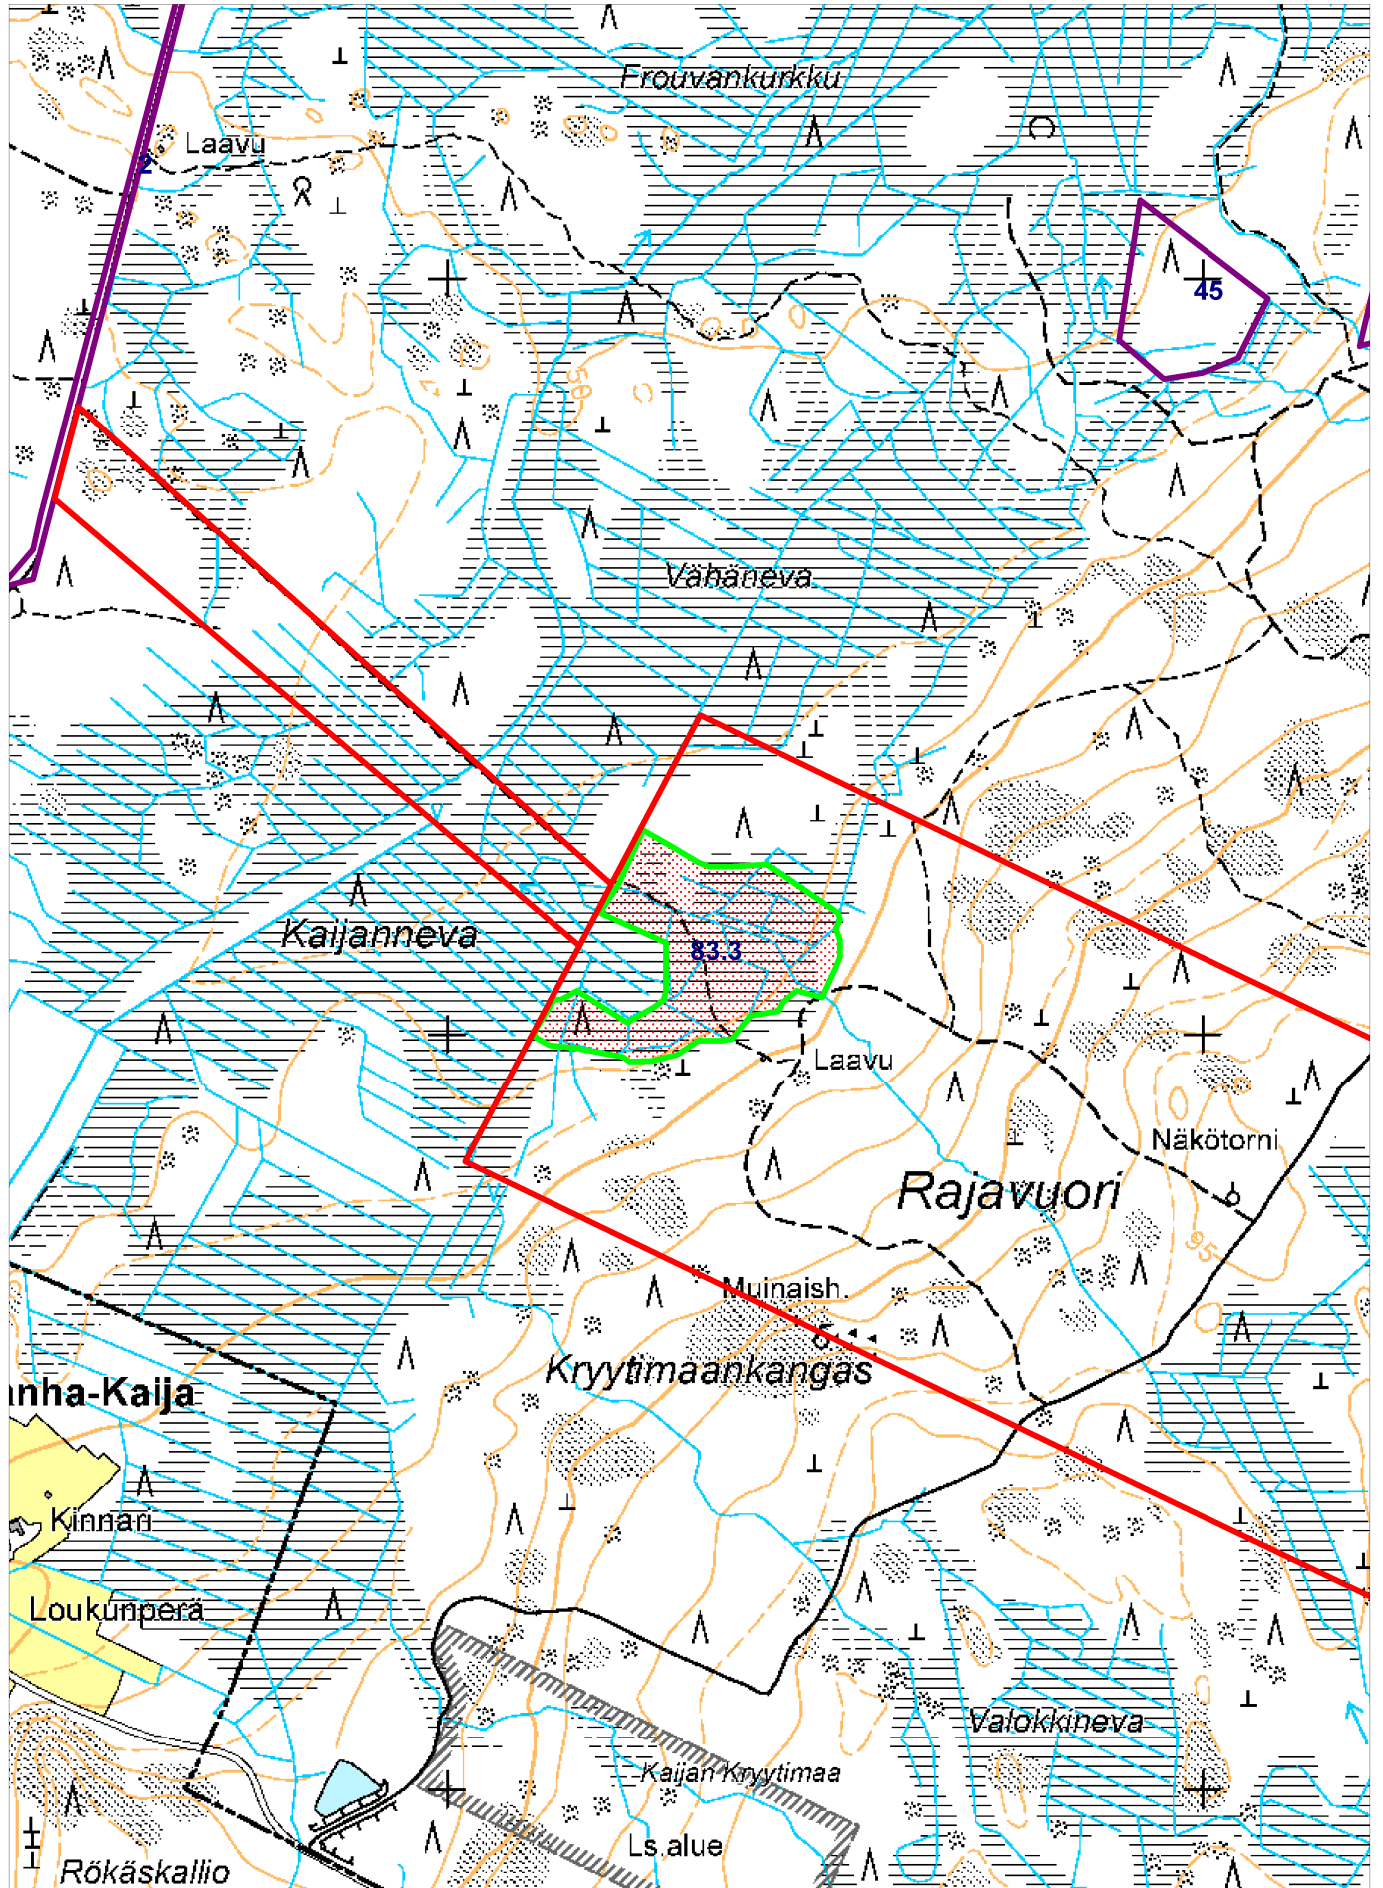 Frouvankurkku
Laavu
2
45
50
Vähäneva
Kaijanneva
83.3
Laavu
Näkötorni
Rajavuori
95
Muinaish.
Kryytimaankangas
anha-Kaija
Kinnari
Loukunperä
Valokkineva
Kaijan Kryytimaa
Ls.alue
Rökäskallio